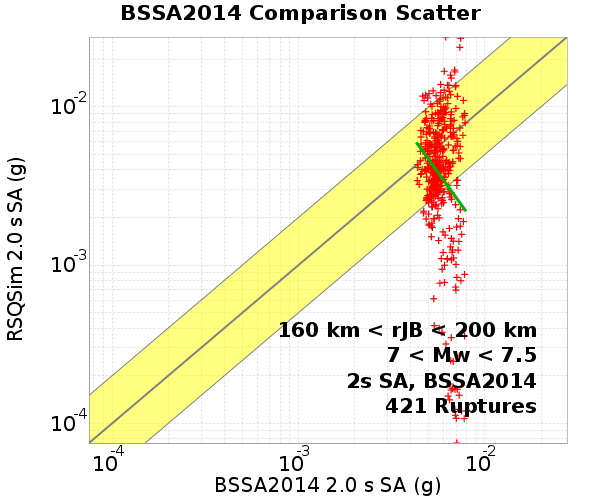 BSSA2014 Comparison Scatter
RSQSim 2.0 s SA (g)
10-2
10-3
10-4
160 km < rJB < 200 km
7 < Mw < 7.5
2s SA, BSSA2014
421 Ruptures
10-4
10-3
10-2
BSSA2014 2.0 s SA (g)